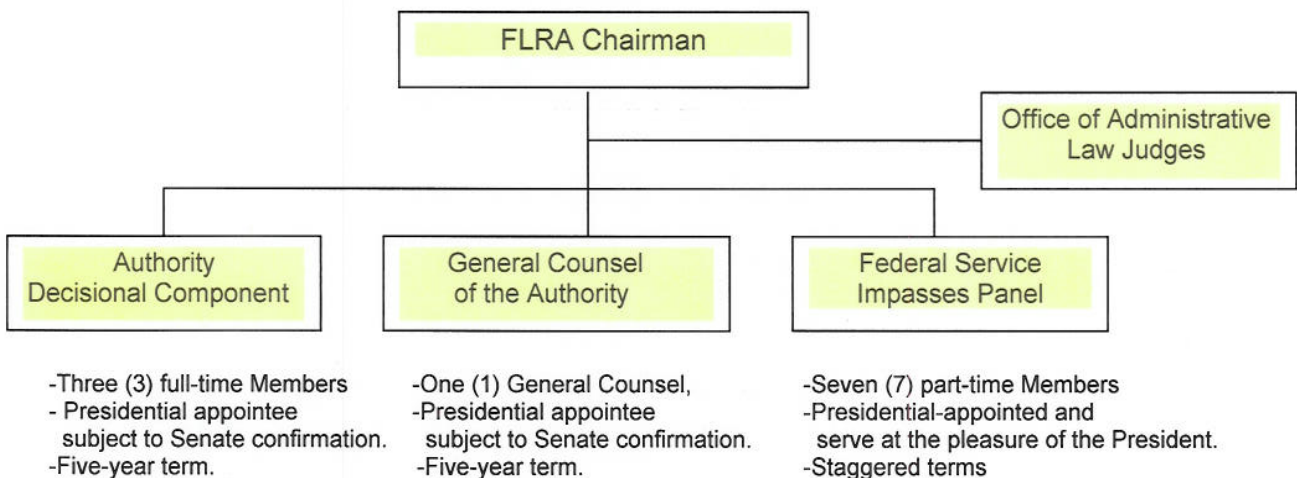 FLRA Chairman
Office of Administrative
Law Judges
Authority
Decisional Component
General Counsel
of the Authority
Federal Service
Impasses Panel
-Three (3) full-time Members
- Presidential appointee
subject to Senate confirmation.
-Five-year term.
-One (1) General Counsel,
-Presidential appointee
subject to Senate confirmation.
-Five-year term.
-Seven (7) part-time Members
-Presidential-appointed and
serve at the pleasure of the President.
-Staggered terms